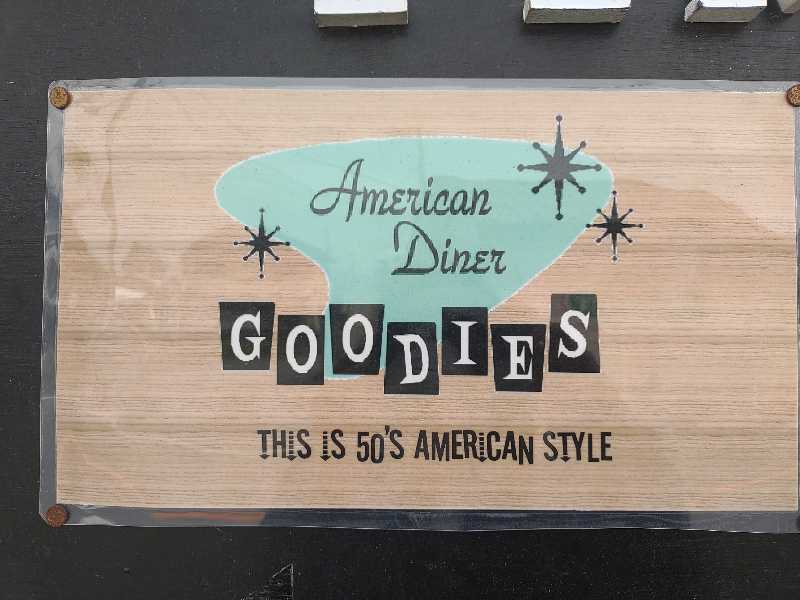 American
Diner
GOODIES
THIS IS 50'S AMERICAN STYLE